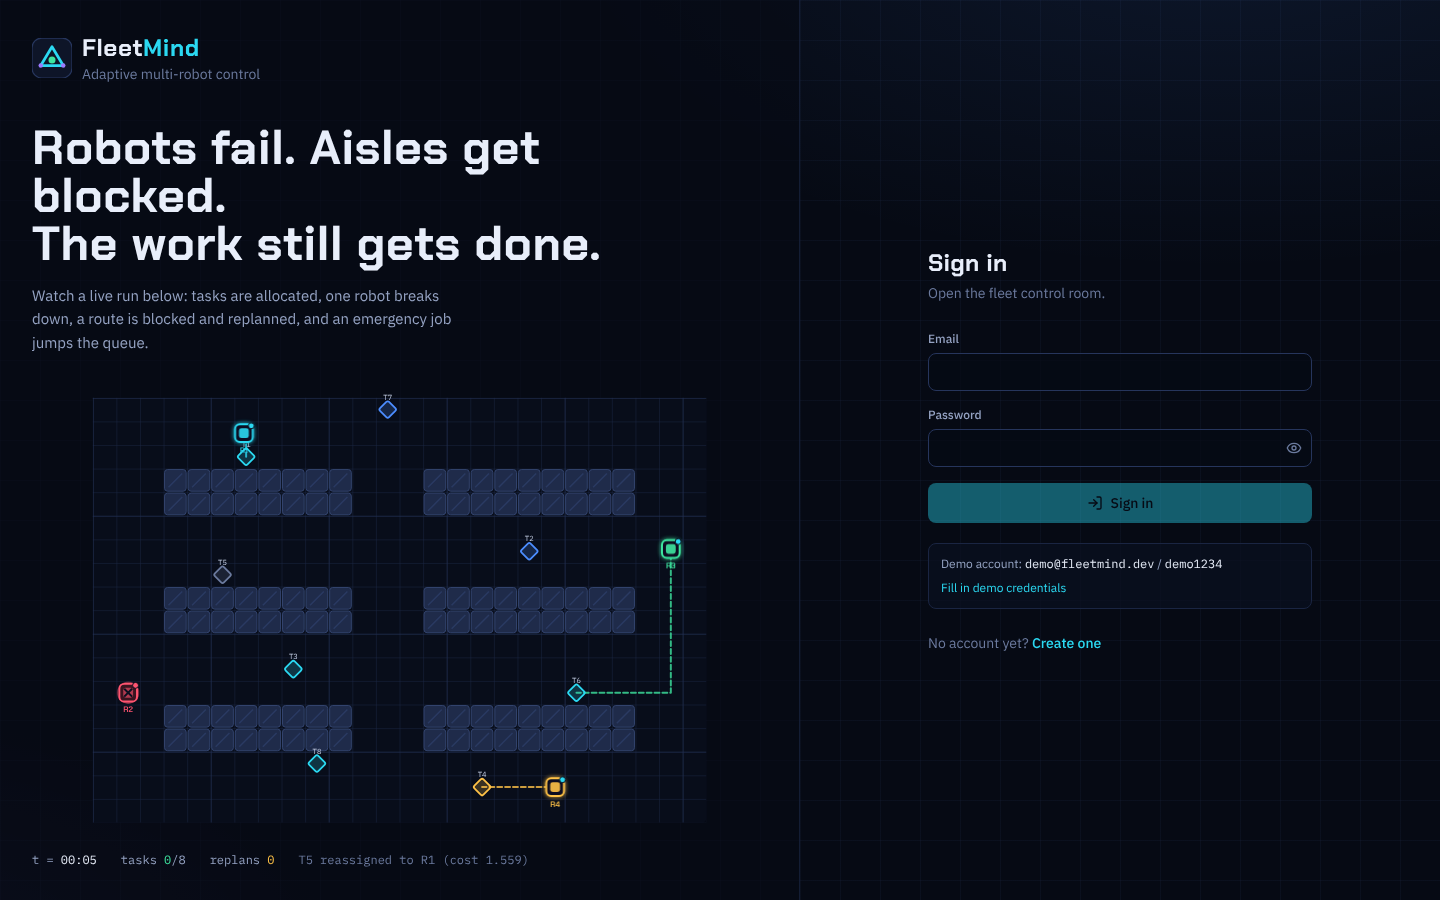 FleetMind
Adaptive multi-robot control
Robots fail. Aisles get
blocked.
The work still gets done.
Watch a live run below: tasks are allocated, one robot breaks
down, a route is blocked and replanned, and an emergency job
jumps the queue.
T7
T2
T5
T3
R2
T6
T8
T4
R4
t = 00:05 tasks 0/8 replans 0 T5 reassigned to R1 (cost 1.559)
Sign in
Open the fleet control room.
Email
Password
Sign in
Demo account: demo@fleetmind.dev / demo1234
Fill in demo credentials
No account yet? Create one